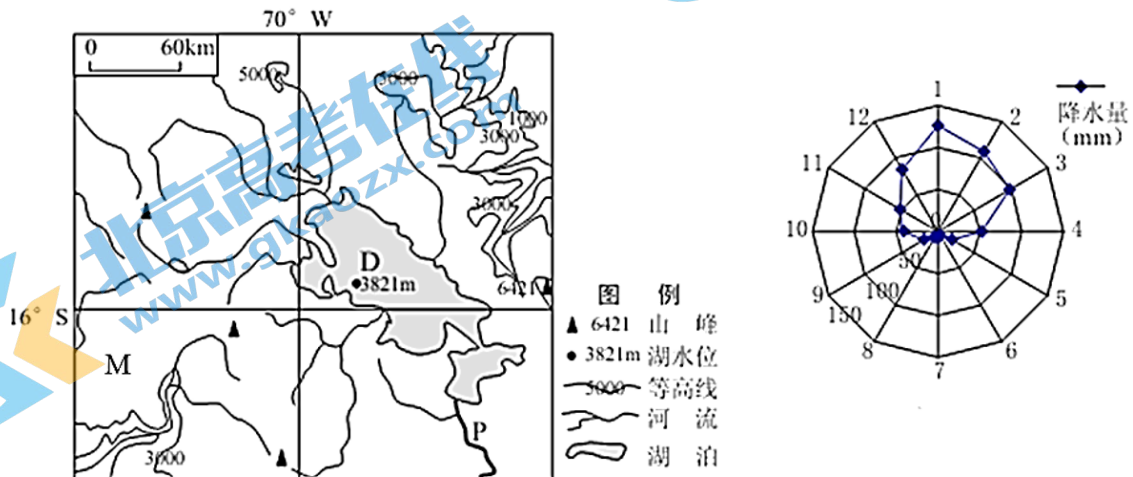 70° W
0 60km
5000
5000
1000
3000
3000
D
3821m
6421
16° S
M
P
3000
图 例
6421 山 峰
3821m 湖水位
5000 等高线
河 流
湖 泊
1
2
3
4
5
6
7
8
9
10
11
12
0
50
100
150
降水量
(mm)
北京高考在线
www.gkaozx.com